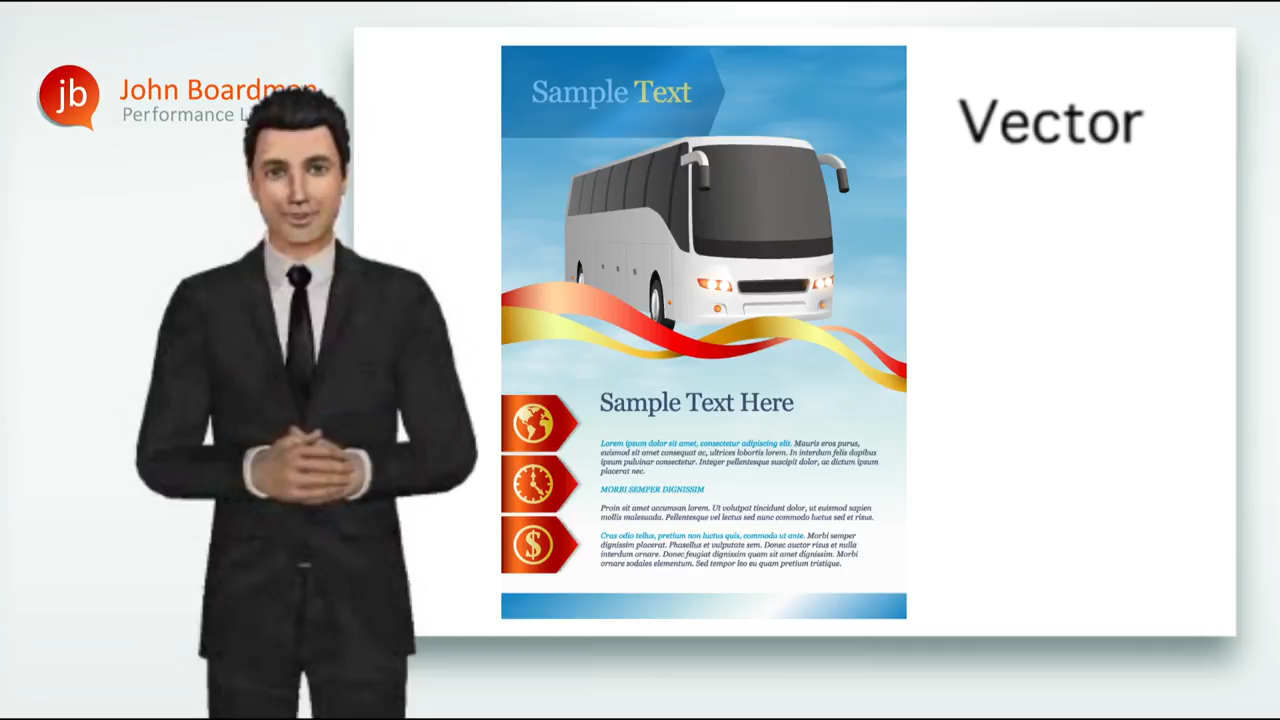 jb
John Boardman
Performance L
Vector
Sample Text
Sample Text Here
Lorem ipsum dolor sit amet, consectetur adipiscing elit. Mauris eros purus,
euismod sit amet consequat ac, ultrices lobortis lorem. In interdum felis dapibus
ipsum pulvinar consectetur. Integer pellentesque suscipit dolor, ac dictum ipsum
placerat nec.
MORBI SEMPER DIGNISSIM
Proin sit amet accumsan lorem. Ut volutpat tincidunt dolor, ut euismod sapien
mollis malesuada. Pellentesque vel lectus sed nunc commodo luctus sed et risus.
Cras odio tellus, pretium non luctus quis, commodo ut ante. Morbi semper
dignissim placerat. Phasellus et vulputate sem. Donec auctor risus et nulla
interdum ornare. Donec feugiat dignissim quam sit amet dignissim. Morbi
ornare sodales elementum. Sed tempor leo eu quam pretium tristique.
$